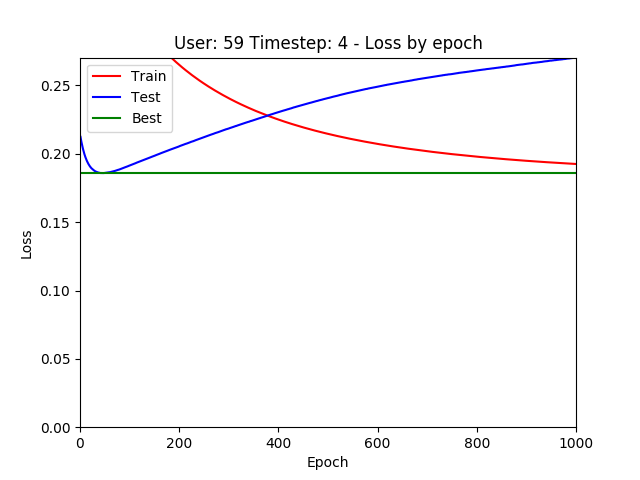 User: 59 Timestep: 4 - Loss by epoch
Train
Test
Best
0.25
0.20
0.15
0.10
0.05
0.00
Loss
0 200 400 600 800 1000
Epoch